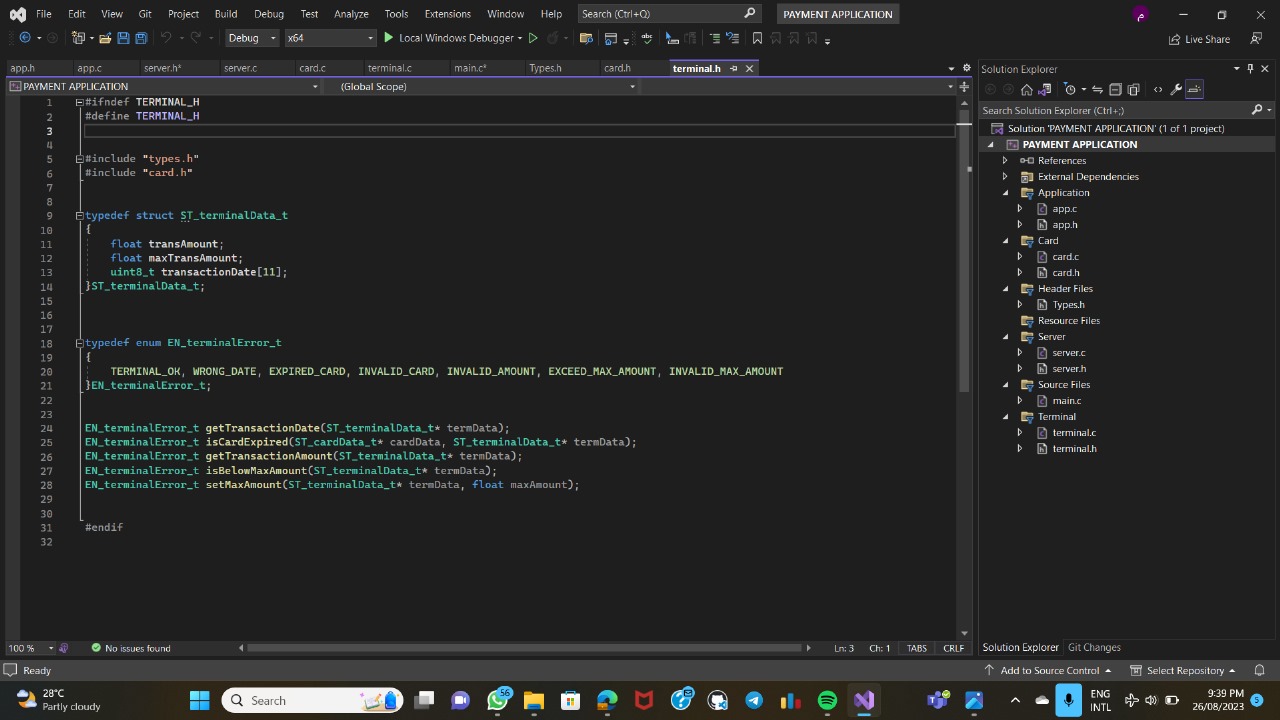 File Edit View Git Project Build Debug Test Analyze Tools Extensions Window Help Search (Ctrl+Q) PAYMENT APPLICATION م
Debug x64 Local Windows Debugger Live Share
app.h app.c server.h* server.c card.c terminal.c main.c* Types.h card.h terminal.h
PAYMENT APPLICATION (Global Scope)
1 #ifndef TERMINAL_H
2 #define TERMINAL_H
3
4
5 #include "types.h"
6 #include "card.h"
7
8
9 typedef struct ST_terminalData_t
10 {
11 float transAmount;
12 float maxTransAmount;
13 uint8_t transactionDate[11];
14 }ST_terminalData_t;
15
16
17
18 typedef enum EN_terminalError_t
19 {
20 TERMINAL_OK, WRONG_DATE, EXPIRED_CARD, INVALID_CARD, INVALID_AMOUNT, EXCEED_MAX_AMOUNT, INVALID_MAX_AMOUNT
21 }EN_terminalError_t;
22
23
24 EN_terminalError_t getTransactionDate(ST_terminalData_t* termData);
25 EN_terminalError_t isCardExpired(ST_cardData_t* cardData, ST_terminalData_t* termData);
26 EN_terminalError_t getTransactionAmount(ST_terminalData_t* termData);
27 EN_terminalError_t isBelowMaxAmount(ST_terminalData_t* termData);
28 EN_terminalError_t setMaxAmount(ST_terminalData_t* termData, float maxAmount);
29
30
31 #endif
32
100 % No issues found Ln: 3 Ch: 1 TABS CRLF
Solution Explorer
Search Solution Explorer (Ctrl+;)
Solution 'PAYMENT APPLICATION' (1 of 1 project)
PAYMENT APPLICATION
References
External Dependencies
Application
app.c
app.h
Card
card.c
card.h
Header Files
Types.h
Resource Files
Server
server.c
server.h
Source Files
main.c
Terminal
terminal.c
terminal.h
Solution Explorer Git Changes
Ready Add to Source Control Select Repository
28°C
Partly cloudy
Search
56
ENG
INTL
9:39 PM
26/08/2023
5